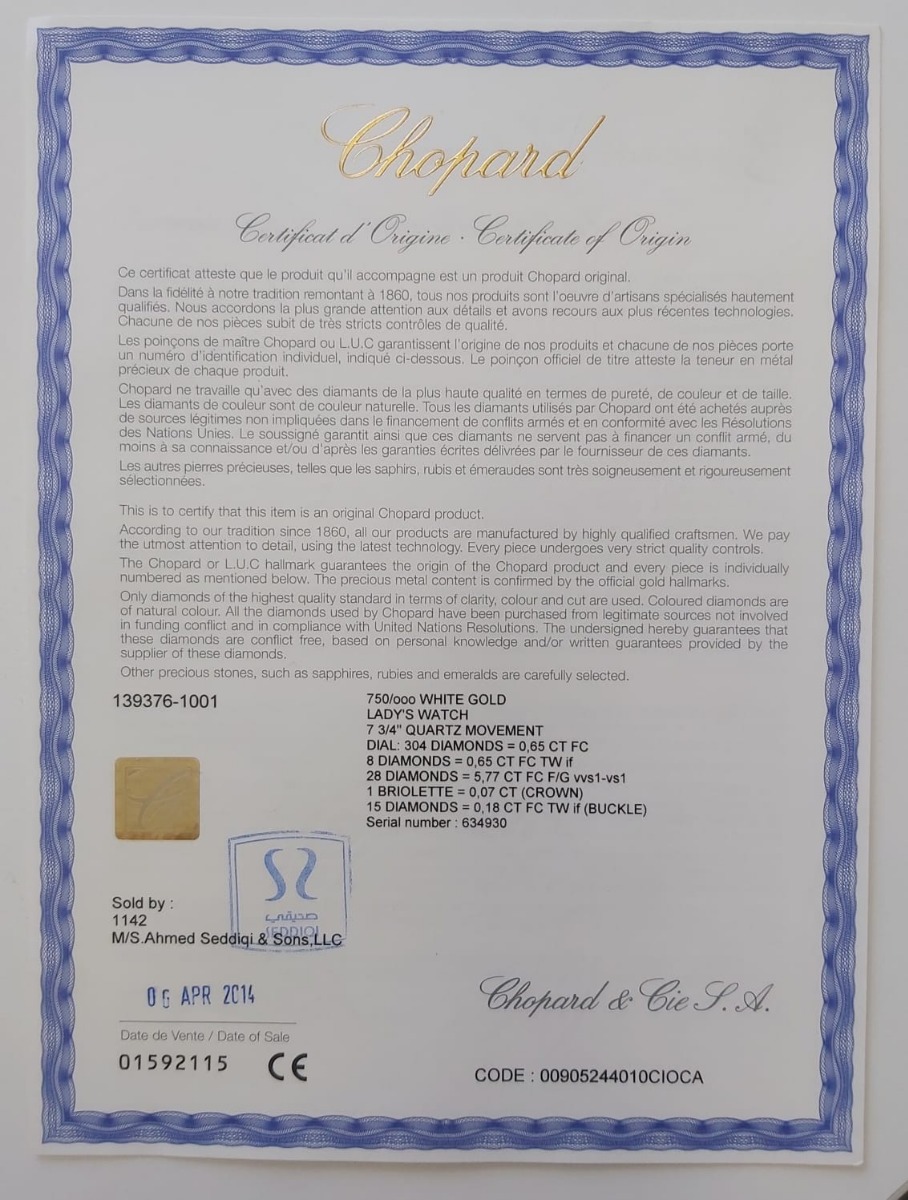 Chopard
Certificat d'Origine · Certificate of Origin
Ce certificat atteste que le produit qu'il accompagne est un produit Chopard original.
Dans la fidélité à notre tradition remontant à 1860, tous nos produits sont l'oeuvre d'artisans spécialisés hautement
qualifiés. Nous accordons la plus grande attention aux détails et avons recours aux plus récentes technologies.
Chacune de nos pièces subit de très stricts contrôles de qualité.
Les poinçons de maître Chopard ou L.U.C garantissent l'origine de nos produits et chacune de nos pièces porte
un numéro d'identification individuel, indiqué ci-dessous. Le poinçon officiel de titre atteste la teneur en métal
précieux de chaque produit.
Chopard ne travaille qu'avec des diamants de la plus haute qualité en termes de pureté, de couleur et de taille.
Les diamants de couleur sont de couleur naturelle. Tous les diamants utilisés par Chopard ont été achetés auprès
de sources légitimes non impliquées dans le financement de conflits armés et en conformité avec les Résolutions
des Nations Unies. Le soussigné garantit ainsi que ces diamants ne servent pas à financer un conflit armé, du
moins à sa connaissance et/ou d'après les garanties écrites délivrées par le fournisseur de ces diamants.
Les autres pierres précieuses, telles que les saphirs, rubis et émeraudes sont très soigneusement et rigoureusement
sélectionnées.
This is to certify that this item is an original Chopard product.
According to our tradition since 1860, all our products are manufactured by highly qualified craftsmen. We pay
the utmost attention to detail, using the latest technology. Every piece undergoes very strict quality controls.
The Chopard or L.U.C hallmark guarantees the origin of the Chopard product and every piece is individually
numbered as mentioned below. The precious metal content is confirmed by the official gold hallmarks.
Only diamonds of the highest quality standard in terms of clarity, colour and cut are used. Coloured diamonds are
of natural colour. All the diamonds used by Chopard have been purchased from legitimate sources not involved
in funding conflict and in compliance with United Nations Resolutions. The undersigned hereby guarantees that
these diamonds are conflict free, based on personal knowledge and/or written guarantees provided by the
supplier of these diamonds.
Other precious stones, such as sapphires, rubies and emeralds are carefully selected.
139376-1001
750/ooo WHITE GOLD
LADY'S WATCH
7 3/4" QUARTZ MOVEMENT
DIAL: 304 DIAMONDS = 0,65 CT FC
8 DIAMONDS = 0,65 CT FC TW if
28 DIAMONDS = 5,77 CT FC F/G vvs1-vs1
1 BRIOLETTE = 0,07 CT (CROWN)
15 DIAMONDS = 0,18 CT FC TW if (BUCKLE)
Serial number : 634930
صديقي
SEDDIQI
Sold by :
1142
M/S.Ahmed Seddiqi & Sons,LLC
06 APR 2014
Chopard & Cie S.A.
Date de Vente / Date of Sale
01592115 CE
CODE : 00905244010CIOCA